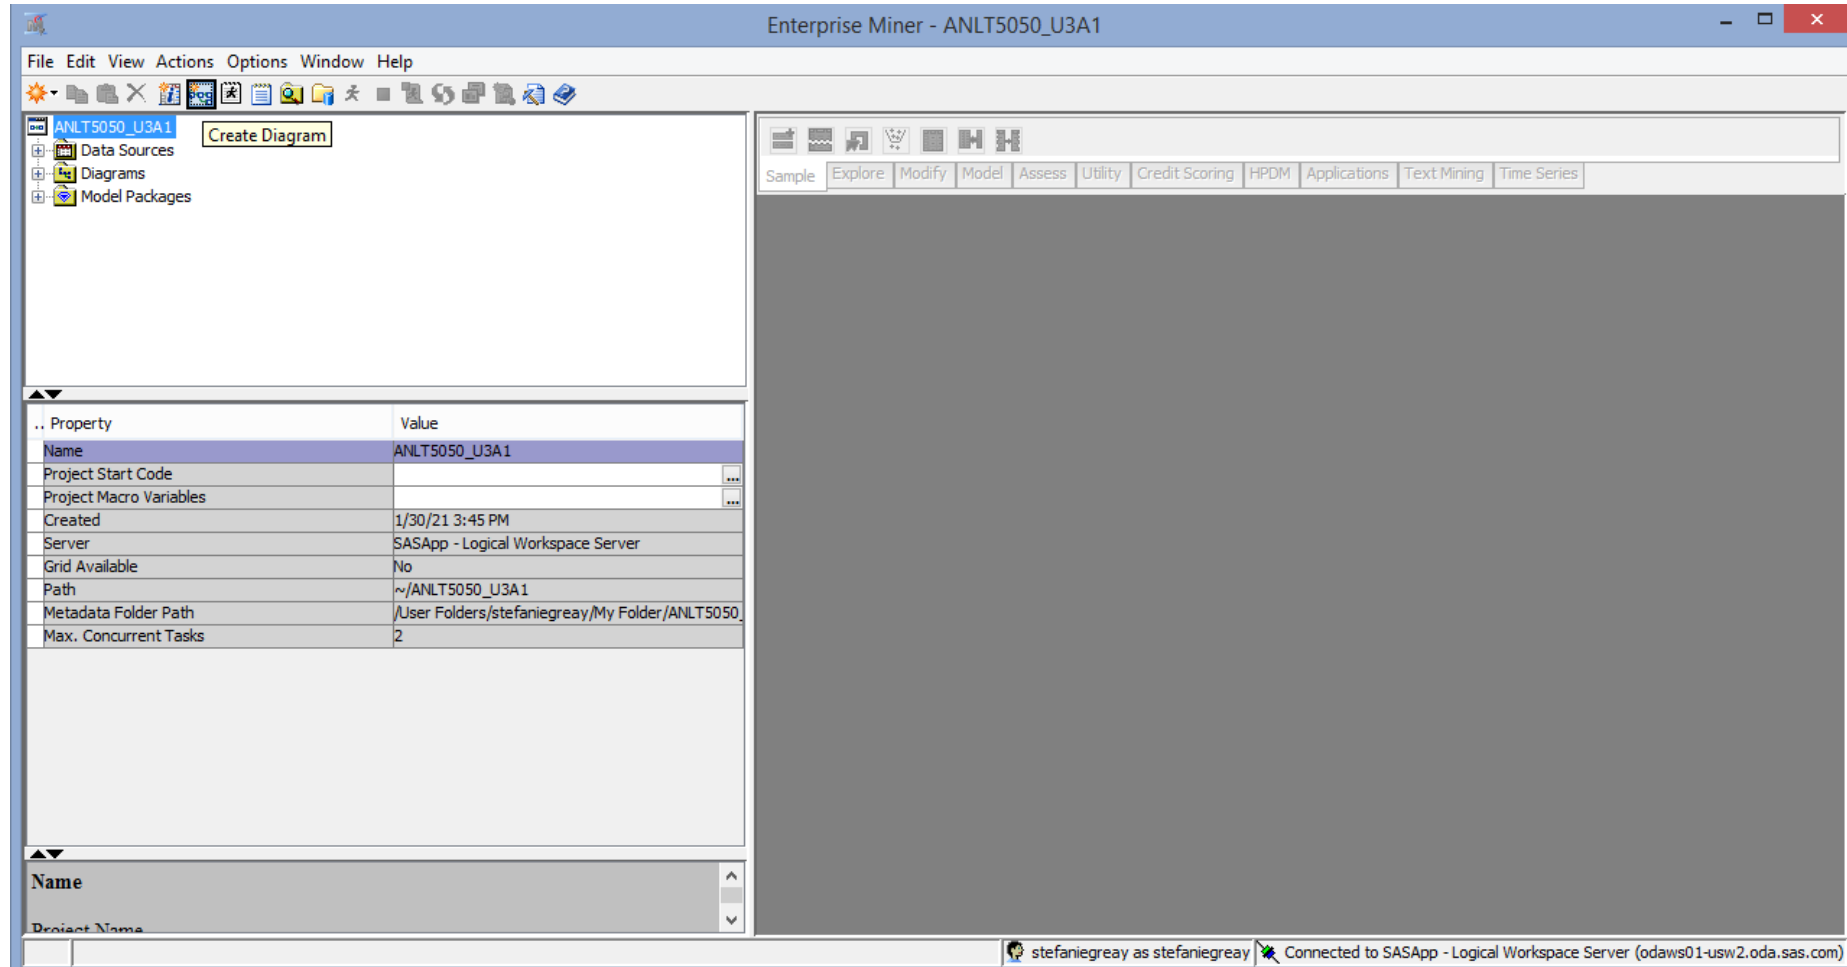 Enterprise Miner - ANLT5050_U3A1
File Edit View Actions Options Window Help
ANLT5050_U3A1
Create Diagram
Data Sources
Diagrams
Model Packages
Sample Explore Modify Model Assess Utility Credit Scoring HPDM Applications Text Mining Time Series
.. Property Value
Name ANLT5050_U3A1
Project Start Code ...
Project Macro Variables ...
Created 1/30/21 3:45 PM
Server SASApp - Logical Workspace Server
Grid Available No
Path ~/ANLT5050_U3A1
Metadata Folder Path /User Folders/stefaniegreay/My Folder/ANLT5050_
Max. Concurrent Tasks 2
Name
Project Name
stefaniegreay as stefaniegreay Connected to SASApp - Logical Workspace Server (odaws01-usw2.oda.sas.com)